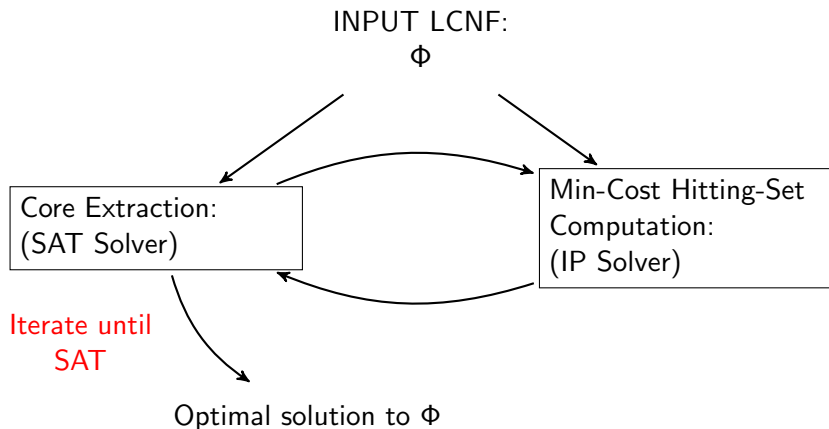 INPUT LCNF:
Φ
Core Extraction:
(SAT Solver)
Min-Cost Hitting-Set
Computation:
(IP Solver)
Iterate until
SAT
Optimal solution to Φ